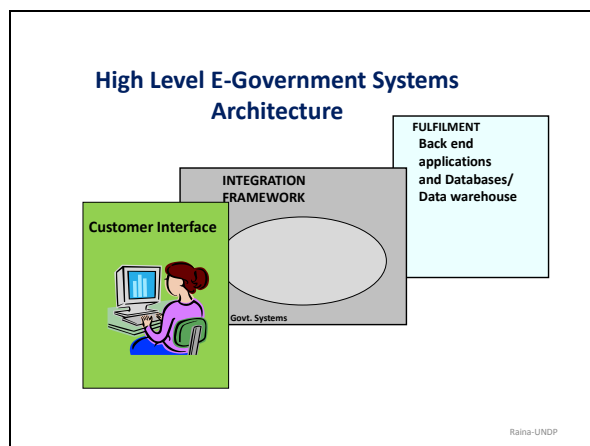 High Level E-Government Systems
Architecture
FULFILMENT
Back end
applications
and Databases/
Data warehouse
INTEGRATION
FRAMEWORK
Customer Interface
Govt. Systems
Raina-UNDP